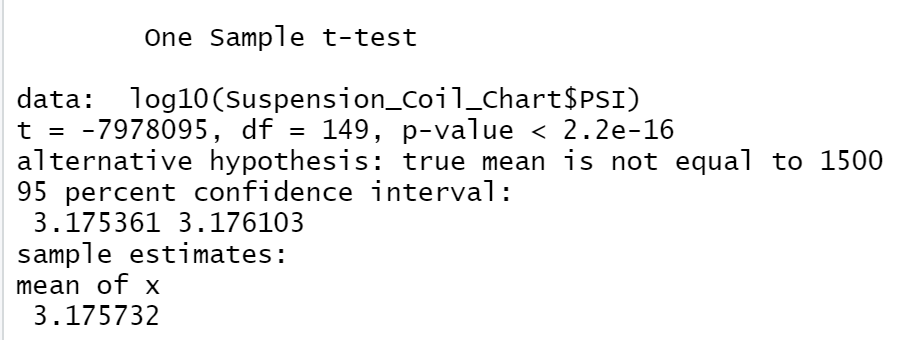 One Sample t-test
data:  log10(Suspension_Coil_Chart$PSI)
t = -7978095, df = 149, p-value < 2.2e-16
alternative hypothesis: true mean is not equal to 1500
95 percent confidence interval:
 3.175361 3.176103
sample estimates:
mean of x
 3.175732